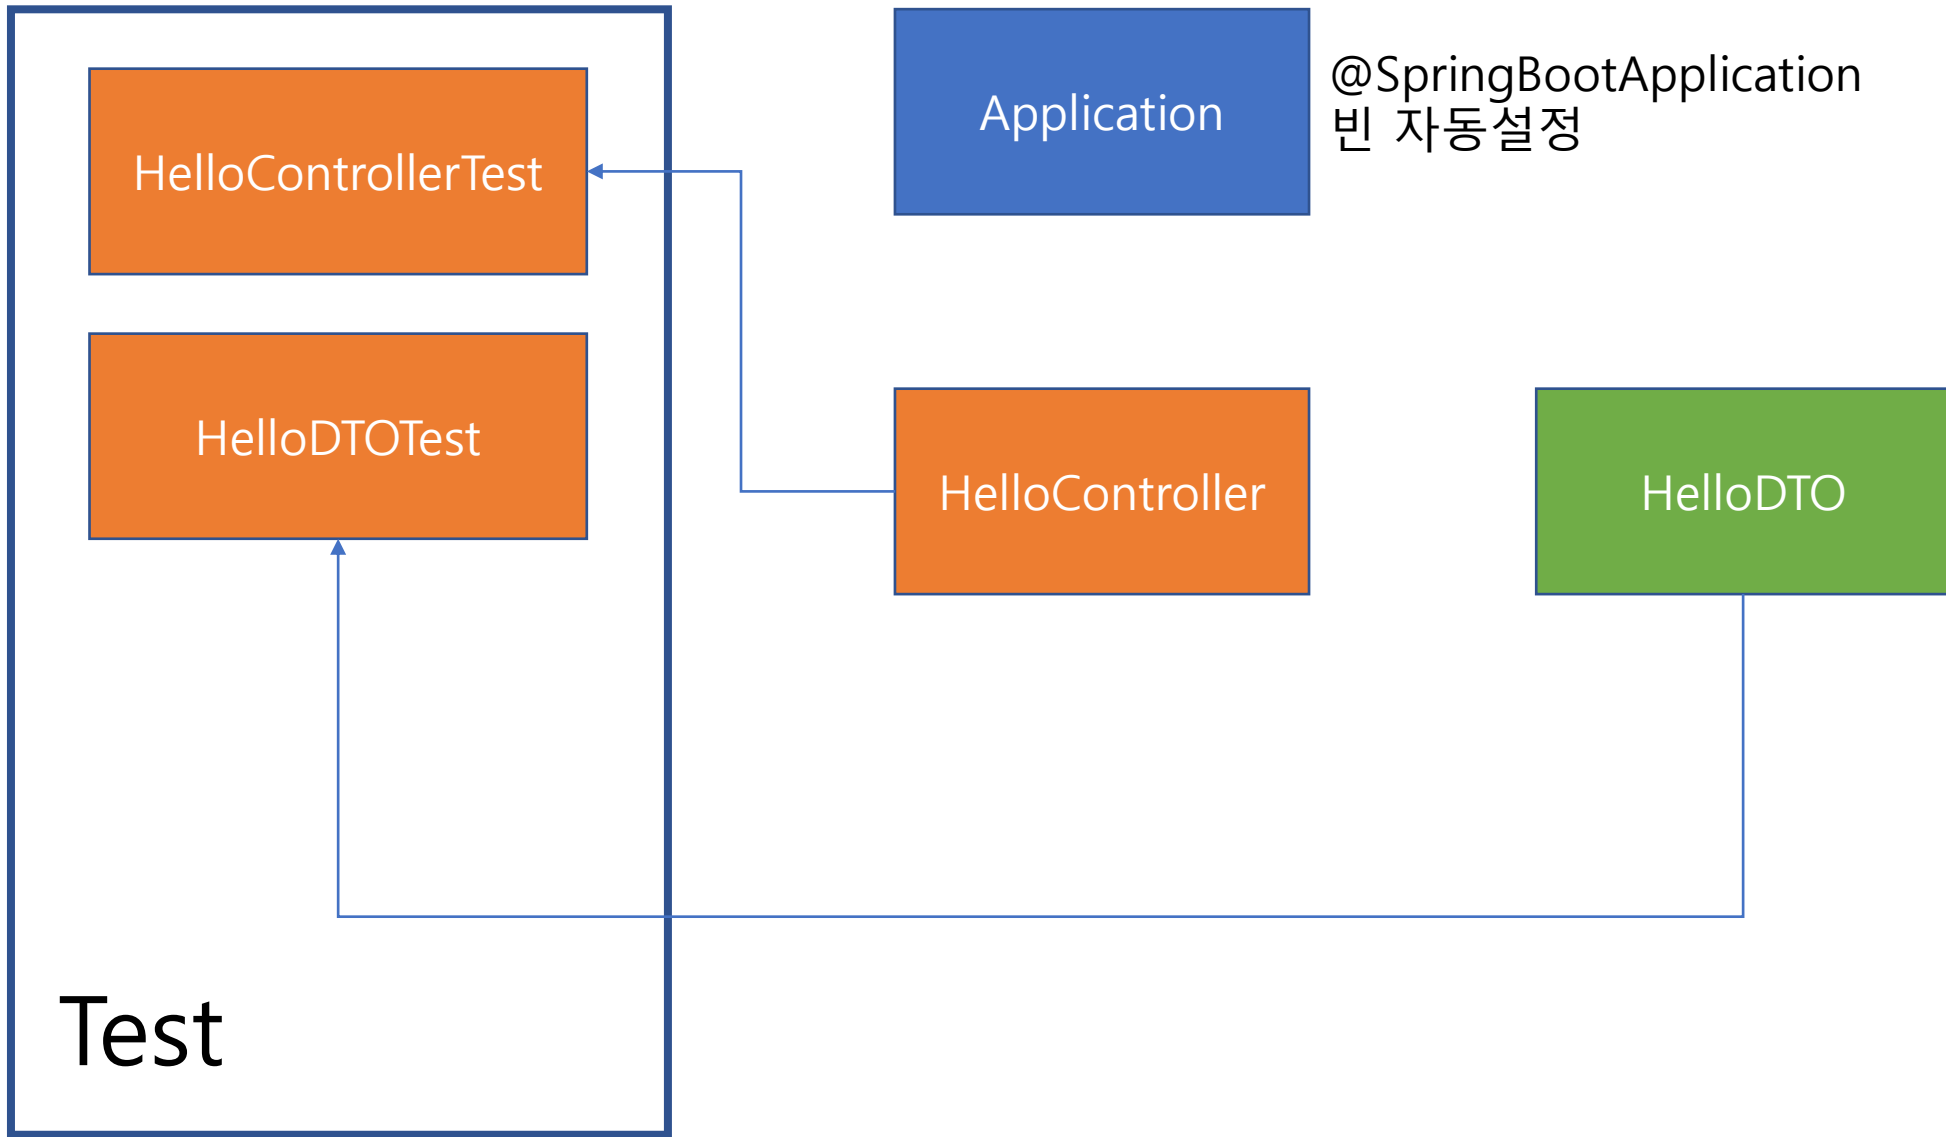 HelloControllerTest
Application
@SpringBootApplication
빈 자동설정
HelloDTOTest
HelloController
HelloDTO
Test